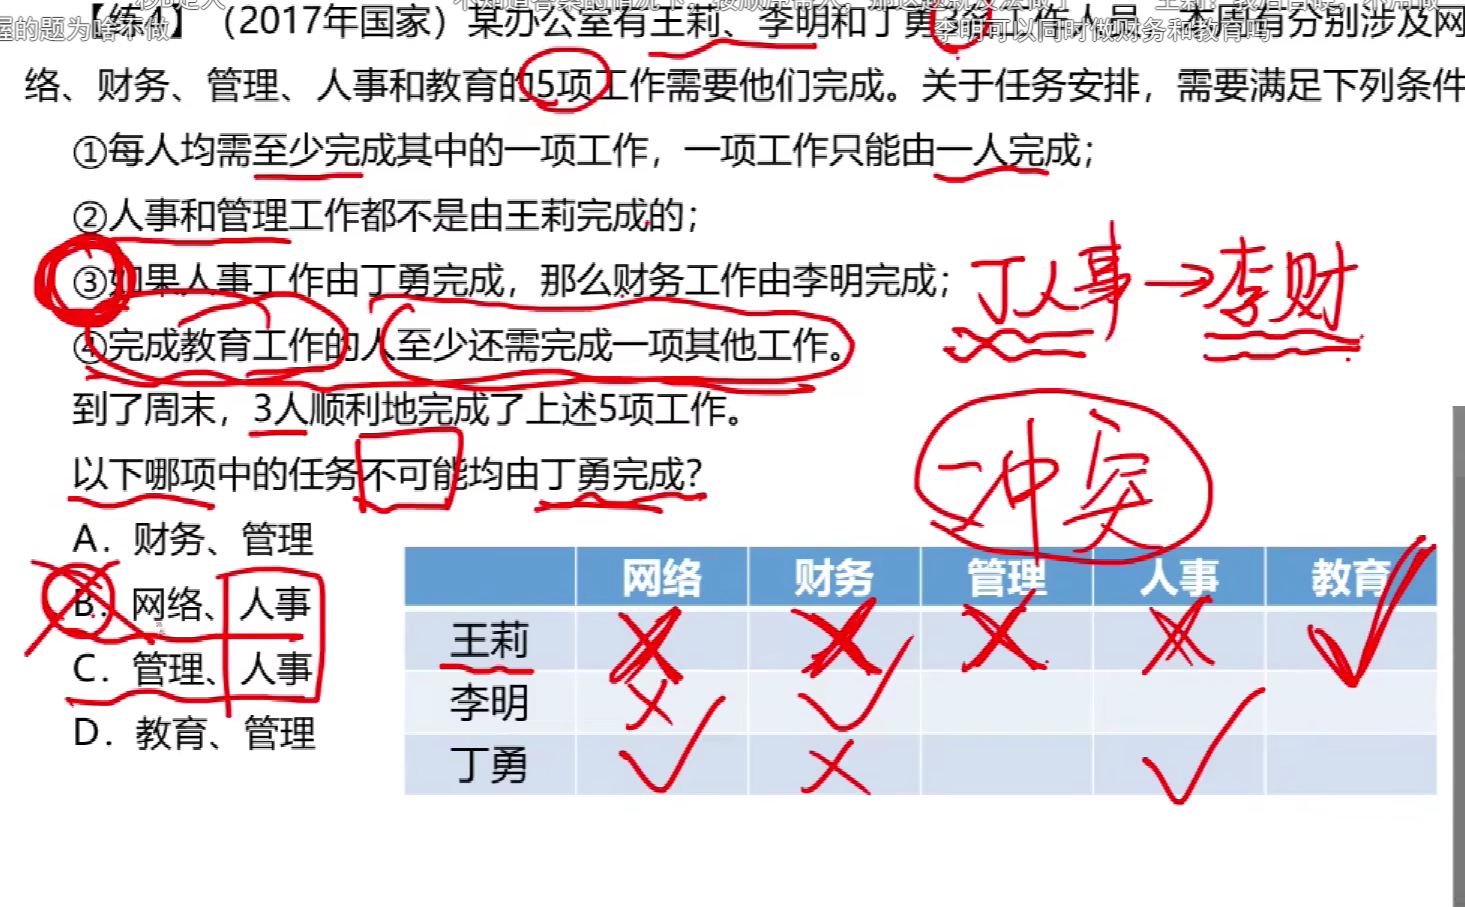 【练4】（2017年国家）某办公室有王莉、李明和丁勇3名工作人员，本周有分别涉及网
李明可以同时做财务和教育吗
络、财务、管理、人事和教育的5项工作需要他们完成。关于任务安排，需要满足下列条件
①每人均需至少完成其中的一项工作，一项工作只能由一人完成；
②人事和管理工作都不是由王莉完成的；
③如果人事工作由丁勇完成，那么财务工作由李明完成；
丁人事→李财
④完成教育工作的人至少还需完成一项其他工作。
到了周末，3人顺利地完成了上述5项工作。
冲突
以下哪项中的任务不可能均由丁勇完成？
A．财务、管理
B．网络、人事
C．管理、人事
D．教育、管理
网络 财务 管理 人事 教育
王莉
李明
丁勇